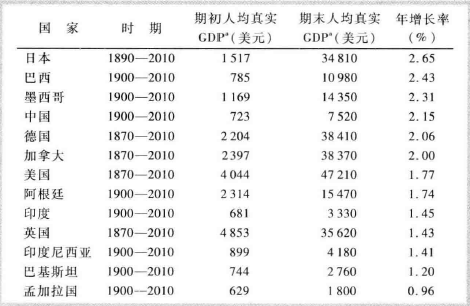 国 家 时 期 期初人均真实GDPª(美元) 期末人均真实GDPª(美元) 年增长率(%)
日本 1890—2010 1 517 34 810 2.65
巴西 1900—2010 785 10 980 2.43
墨西哥 1900—2010 1 169 14 350 2.31
中国 1900—2010 723 7 520 2.15
德国 1870—2010 2 204 38 410 2.06
加拿大 1870—2010 2 397 38 370 2.00
美国 1870—2010 4 044 47 210 1.77
阿根廷 1900—2010 2 314 15 470 1.74
印度 1900—2010 681 3 330 1.45
英国 1870—2010 4 853 35 620 1.43
印度尼西亚 1900—2010 899 4 180 1.41
巴基斯坦 1900—2010 744 2 760 1.20
孟加拉国 1900—2010 629 1 800 0.96